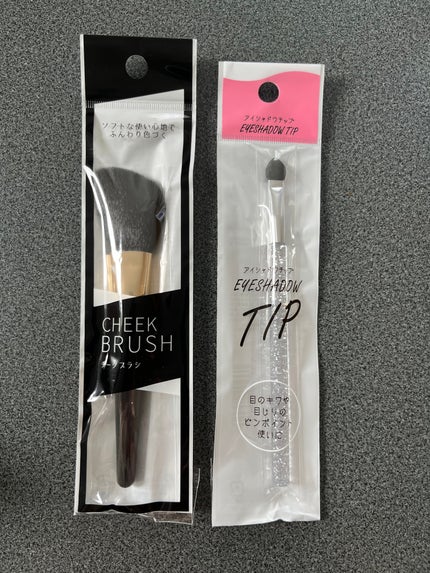 ソフトな使い心地で
ふんわり色づく
CHEEK
BRUSH
チークブラシ
アイシャドウチップ
EYESHADOW TIP
アイシャドウチップ
EYESHADOW
TIP
目のキワや
目じりの
ピンポイント
使いに